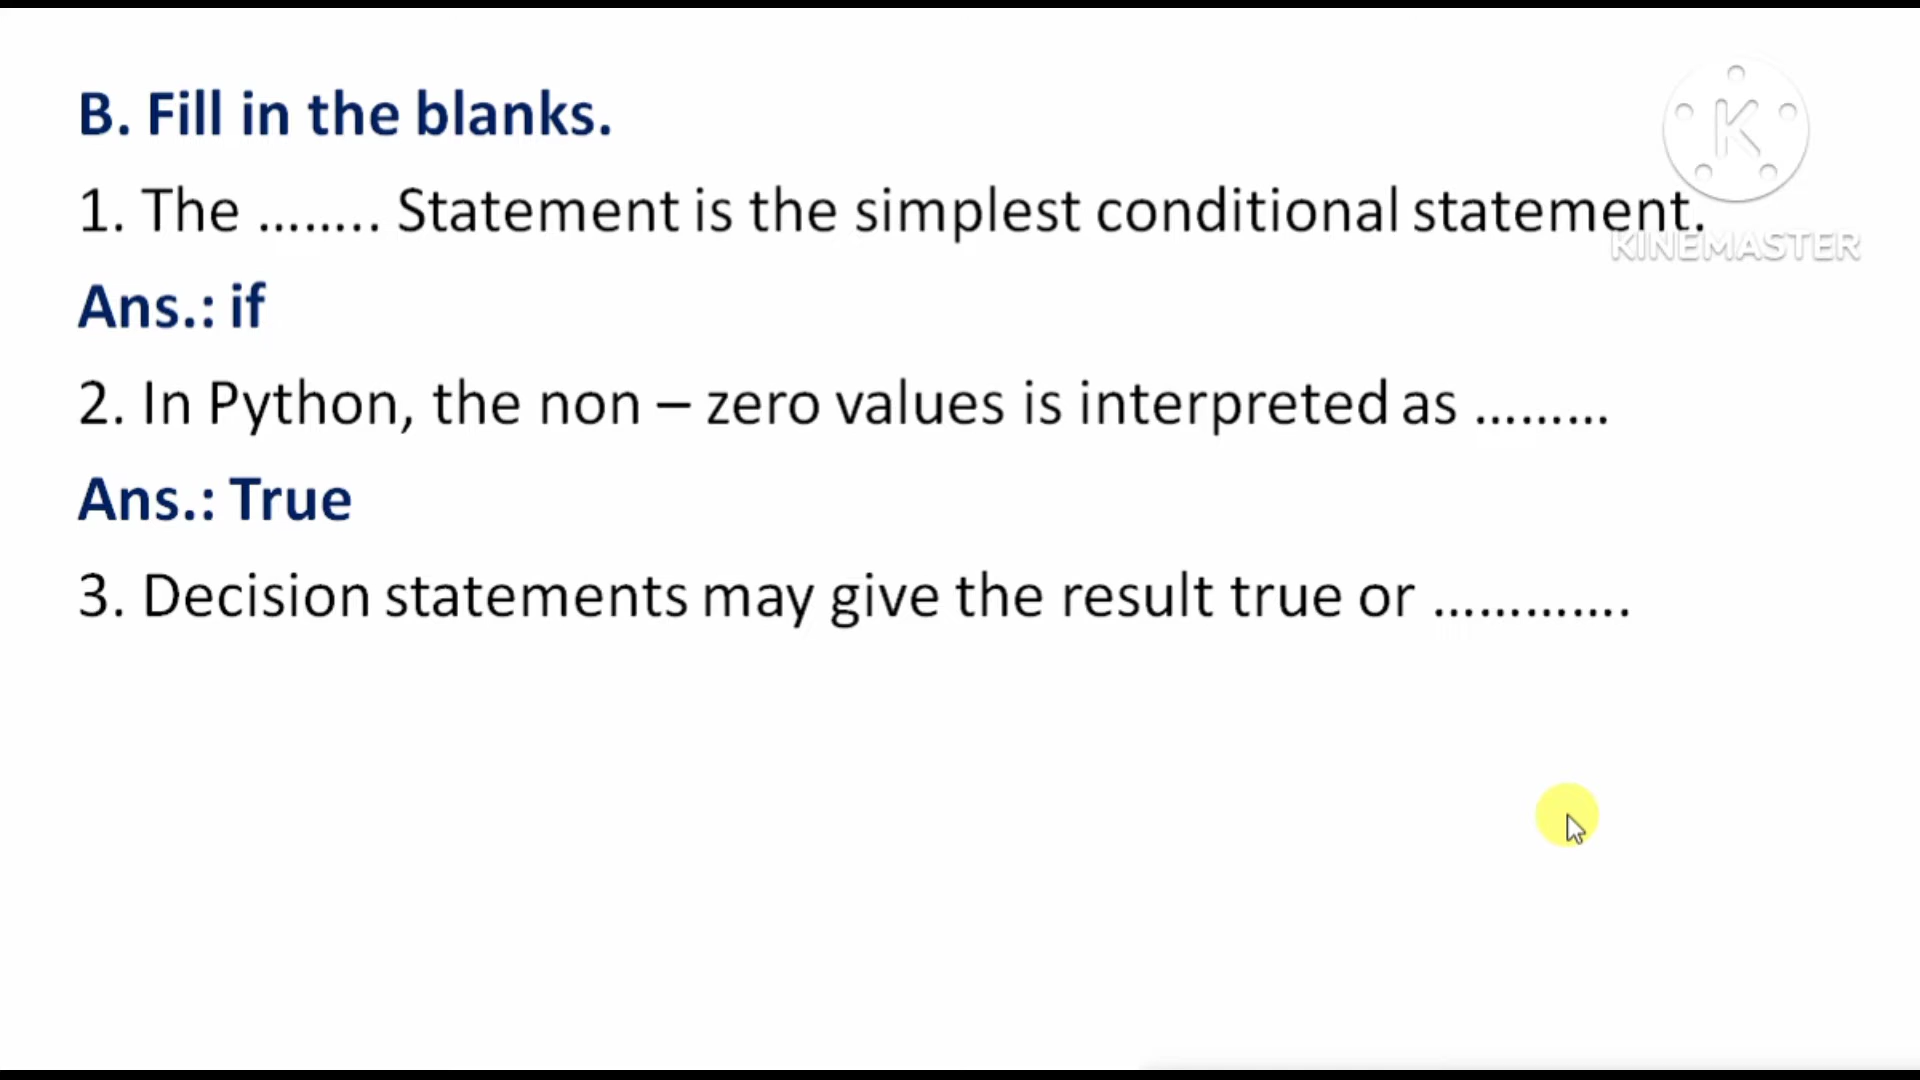 B. Fill in the blanks.
1. The ........ Statement is the simplest conditional statement.
KINEMASTER
Ans.: if
2. In Python, the non – zero values is interpreted as .........
Ans.: True
3. Decision statements may give the result true or .............